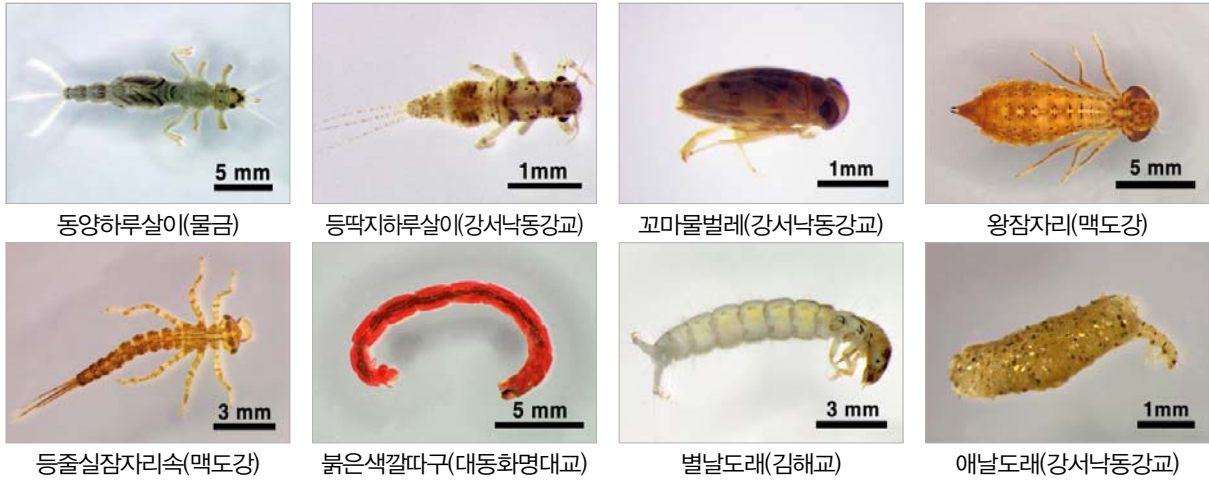 5 mm
1mm
1mm
5 mm
동양하루살이(물금)
등딱지하루살이(강서낙동강교)
꼬마물벌레(강서낙동강교)
왕잠자리(맥도강)
3 mm
5 mm
3 mm
1mm
등줄실잠자리속(맥도강)
붉은색깔따구(대동화명대교)
별날도래(김해교)
애날도래(강서낙동강교)